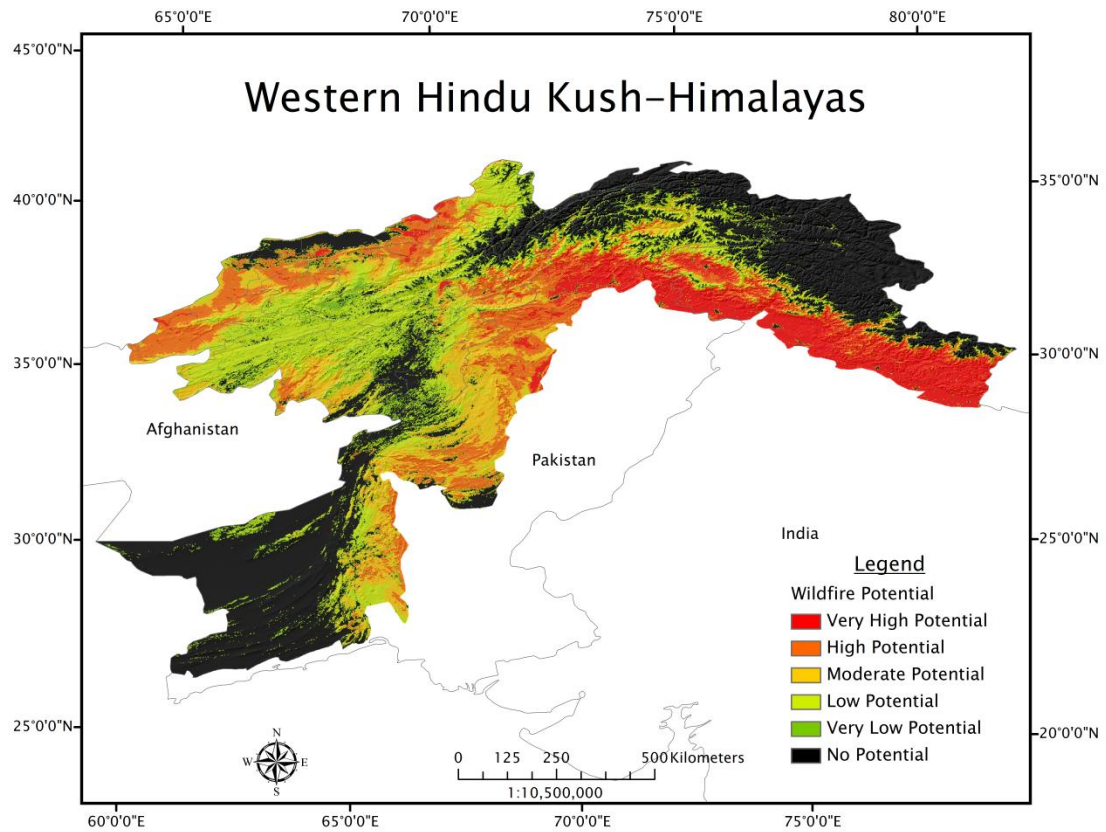 65°0'0"E 70°0'0"E 75°0'0"E 80°0'0"E
45°0'0"N
Western Hindu Kush-Himalayas
40°0'0"N
35°0'0"N
35°0'0"N
30°0'0"N
Afghanistan
Pakistan
30°0'0"N
India
25°0'0"N
Legend
Wildfire Potential
Very High Potential
High Potential
Moderate Potential
Low Potential
Very Low Potential
No Potential
25°0'0"N
20°0'0"N
N
W E
S
0 125 250 500 Kilometers
1:10,500,000
60°0'0"E 65°0'0"E 70°0'0"E 75°0'0"E